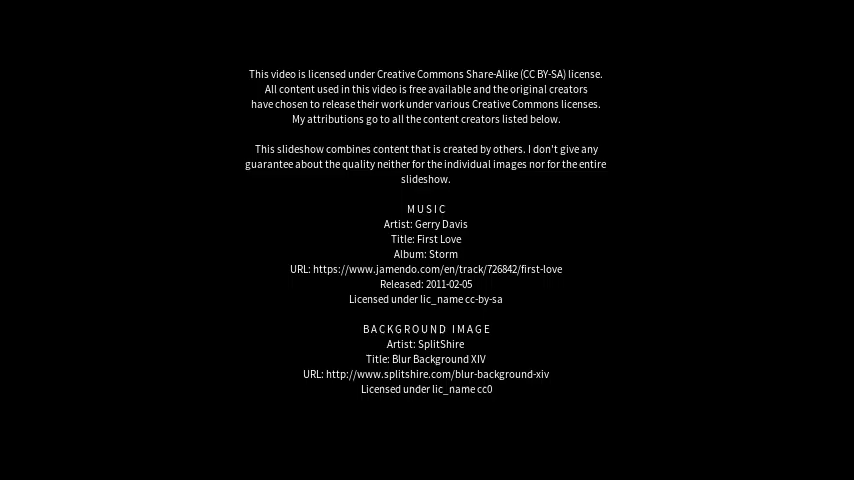 This video is licensed under Creative Commons Share-Alike (CC BY-SA) license.
All content used in this video is free available and the original creators
have chosen to release their work under various Creative Commons licenses.
My attributions go to all the content creators listed below.
This slideshow combines content that is created by others. I don't give any
guarantee about the quality neither for the individual images nor for the entire
slideshow.
MUSIC
Artist: Gerry Davis
Title: First Love
Album: Storm
URL: https://www.jamendo.com/en/track/726842/first-love
Released: 2011-02-05
Licensed under lic_name cc-by-sa
BACKGROUND IMAGE
Artist: SplitShire
Title: Blur Background XIV
URL: http://www.splitshire.com/blur-background-xiv
Licensed under lic_name cc0